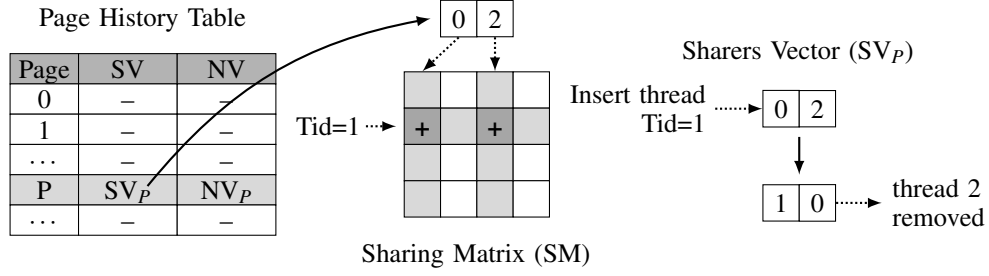 Page History Table
Page SV NV
0 – –
1 – –
... – –
P SV_P NV_P
... – –
0 2
Tid=1
+ +
Sharing Matrix (SM)
Sharers Vector (SV_P)
Insert thread
Tid=1
0 2
1 0
thread 2
removed